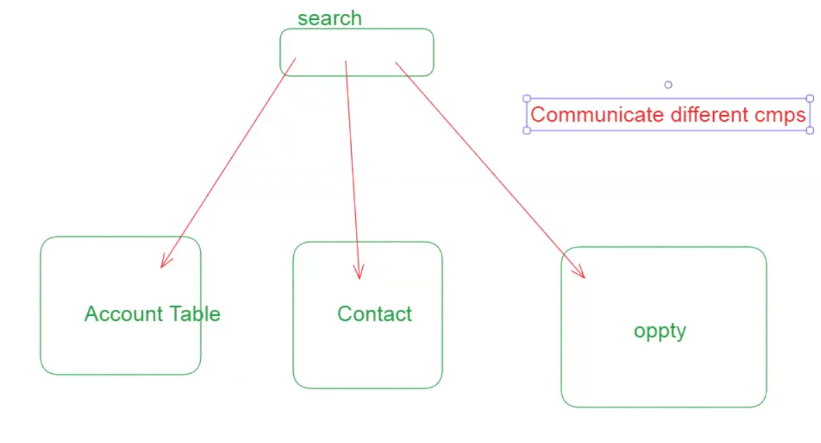 search
Communicate different cmps
Account Table
Contact
oppty